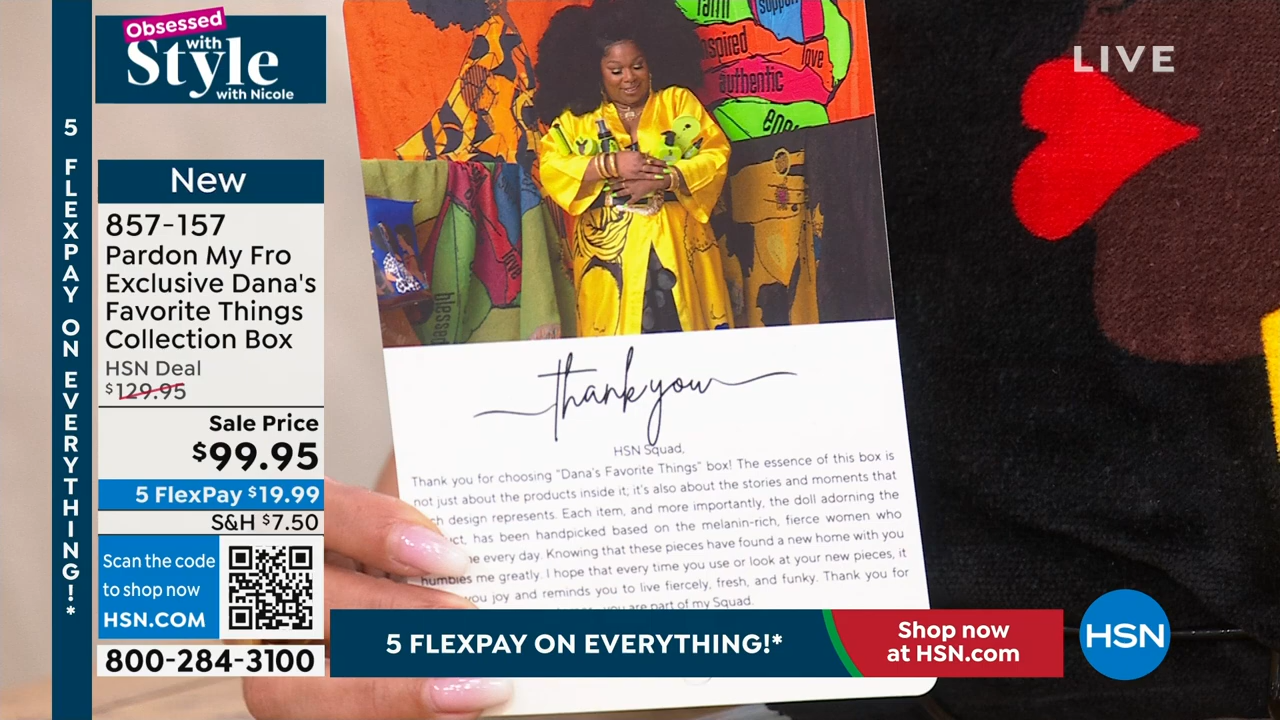 Obsessed
with
Style
with Nicole
5 FLEXPAY ON EVERYTHING!*
New
857-157
Pardon My Fro
Exclusive Dana's
Favorite Things
Collection Box
HSN Deal
$129.95
Sale Price
$99.95
5 FlexPay $19.99
S&H $7.50
Scan the code
to shop now
HSN.COM
800-284-3100
faith
support
inspired
love
authentic
blessed
love
thank you
HSN Squad,
Thank you for choosing "Dana's Favorite Things" box! The essence of this box is
not just about the products inside it; it's also about the stories and moments that
design represents. Each item, and more importantly, the doll adorning the
has been handpicked based on the melanin-rich, fierce women who
every day. Knowing that these pieces have found a new home with you
humbles me greatly. I hope that every time you use or look at your new pieces, it
you joy and reminds you to live fiercely, fresh, and funky. Thank you for
you are part of my Squad.
LIVE
5 FLEXPAY ON EVERYTHING!*
Shop now
at HSN.com
HSN